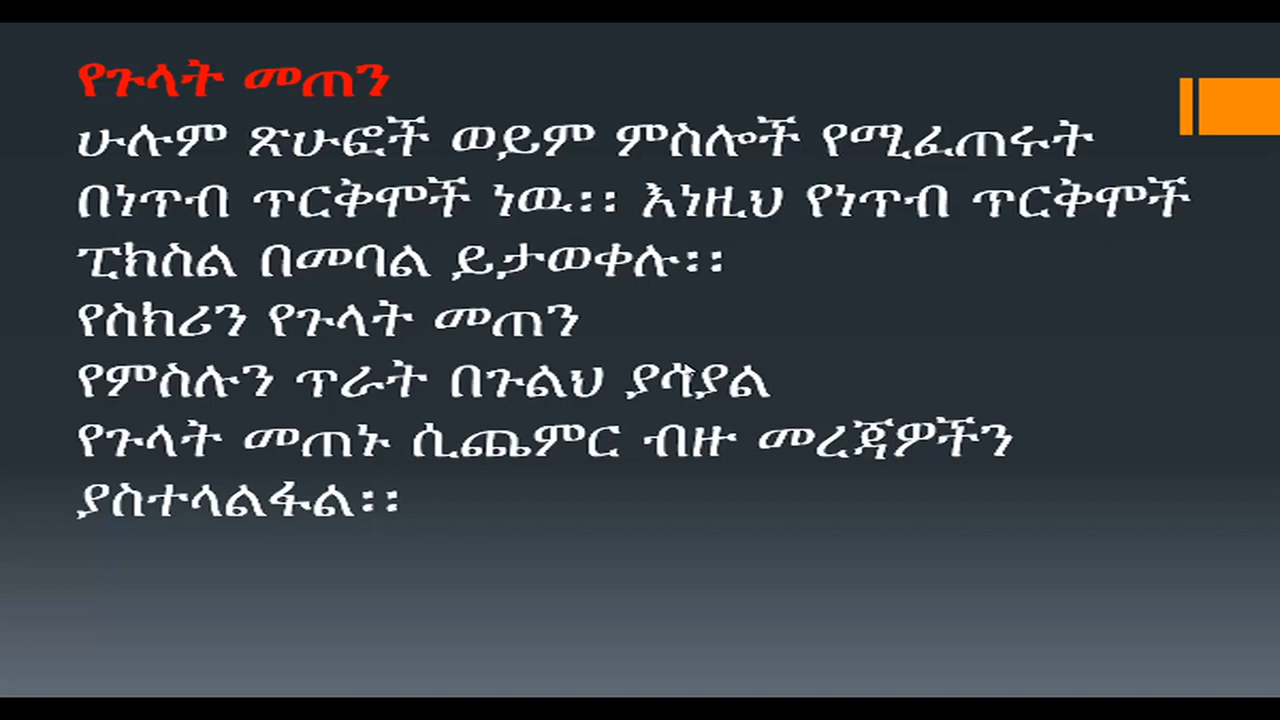 የጉላት መጠን
ሁሉም ጽሁፎች ወይም ምስሎች የሚፈጠሩት
በነጥብ ጥርቅሞች ነዉ፡፡ እነዚህ የነጥብ ጥርቅሞች
ፒክስል በመባል ይታወቀሉ፡፡
የስክሪን የጉላት መጠን
የምስሉን ጥራት በጉልህ ያሳያል
የጉላት መጠኑ ሲጨምር ብዙ መረጃዎችን
ያስተላልፋል፡፡